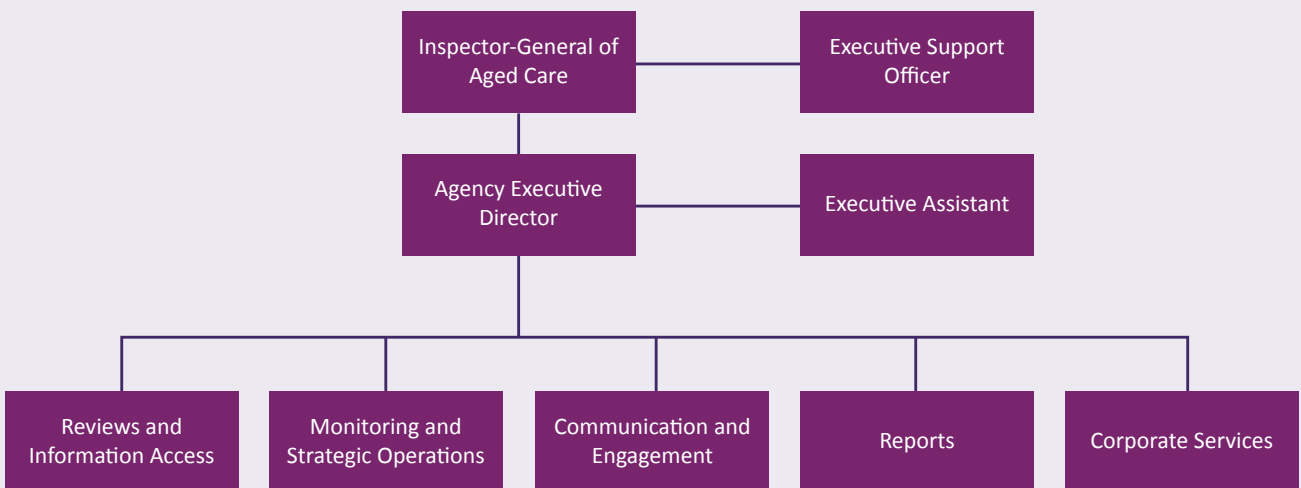 Inspector-General of
Aged Care
Executive Support
Officer
Agency Executive
Director
Executive Assistant
Reviews and
Information Access
Monitoring and
Strategic Operations
Communication and
Engagement
Reports
Corporate Services